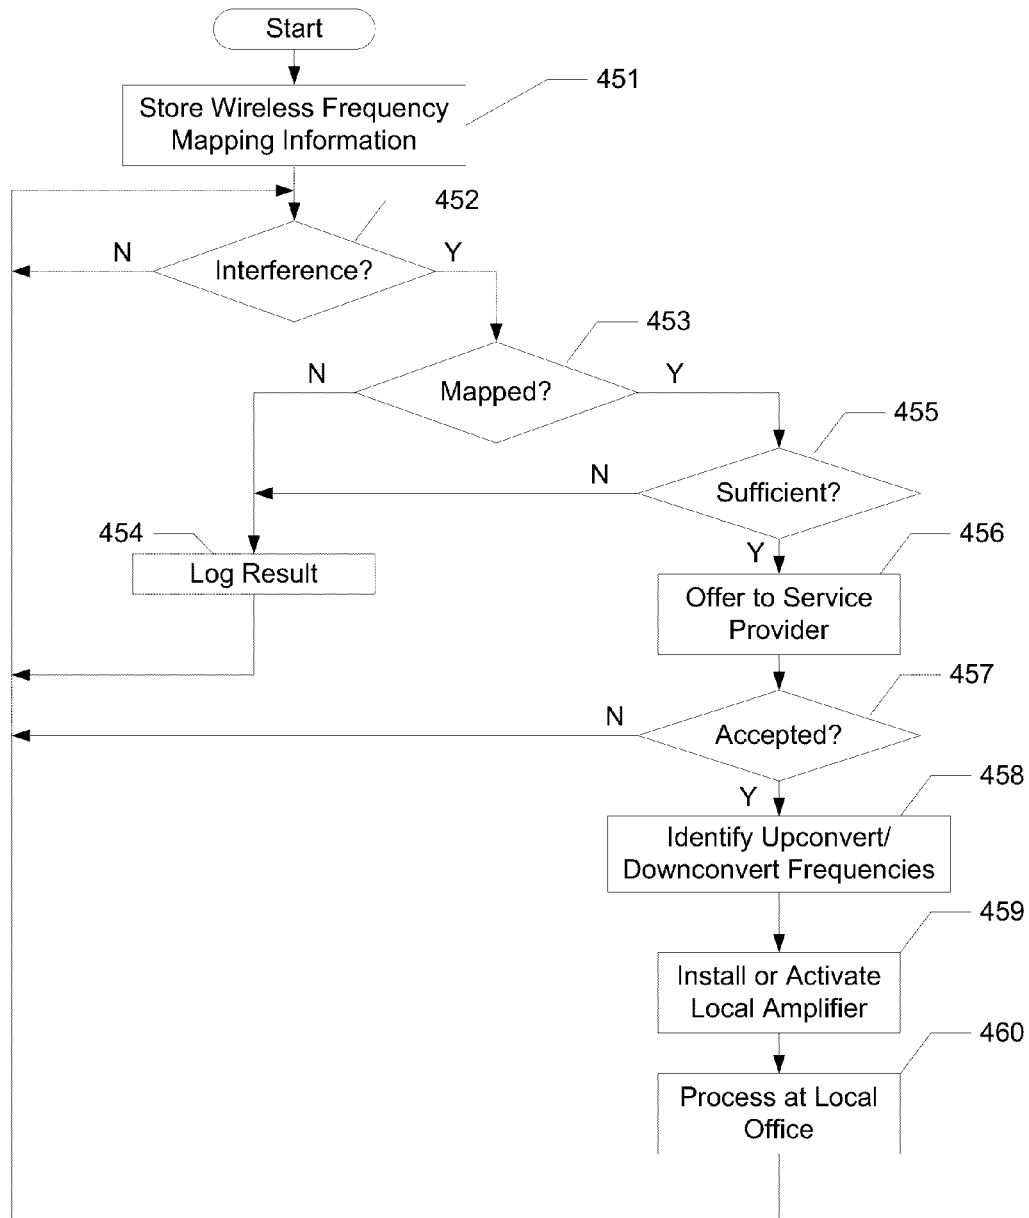 Start
451
Store Wireless Frequency
Mapping Information
452
N
Y
Interference?
453
N
Y
Mapped?
455
N
Sufficient?
454
Y
456
Log Result
Offer to Service
Provider
457
N
Accepted?
Y
458
Identify Upconvert/
Downconvert Frequencies
459
Install or Activate
Local Amplifier
460
Process at Local
Office